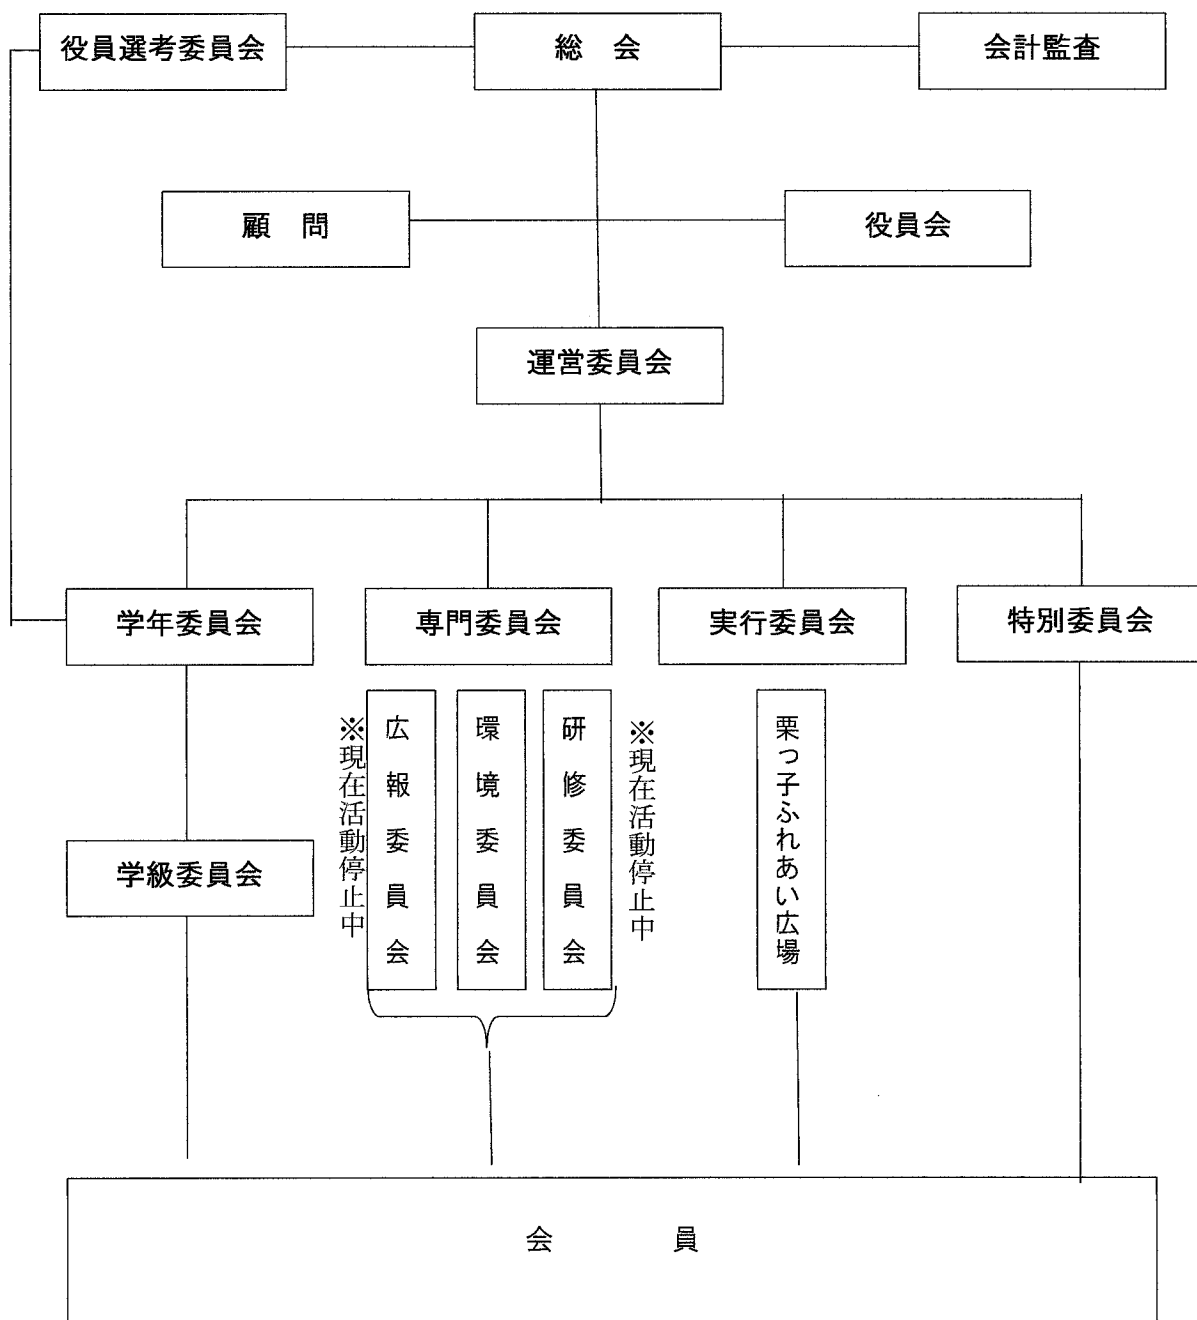 役員選考委員会
総　会
会計監査
顧　問
役員会
運営委員会
学年委員会
専門委員会
実行委員会
特別委員会
※現在活動停止中
広報委員会
環境委員会
研修委員会
※現在活動停止中
栗っ子ふれあい広場
学級委員会
会　員